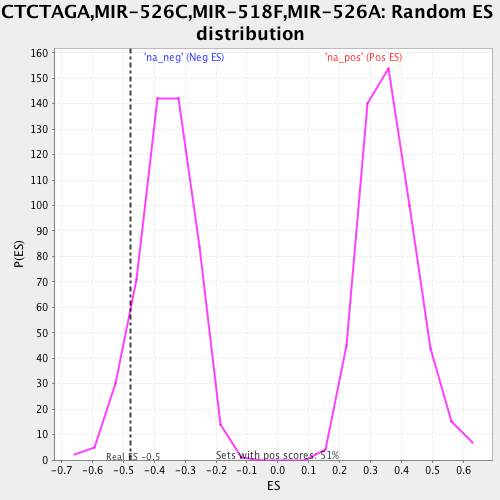 CTCTAGA,MIR-526C,MIR-518F,MIR-526A: Random ES
distribution
'na_neg' (Neg ES)
'na_pos' (Pos ES)
160
150
140
130
120
110
100
90
80
70
60
50
40
30
20
10
0
P(ES)
Real ES -0.5
Sets with pos scores: 51%
-0.7 -0.6 -0.5 -0.4 -0.3 -0.2 -0.1 0.0 0.1 0.2 0.3 0.4 0.5 0.6
ES